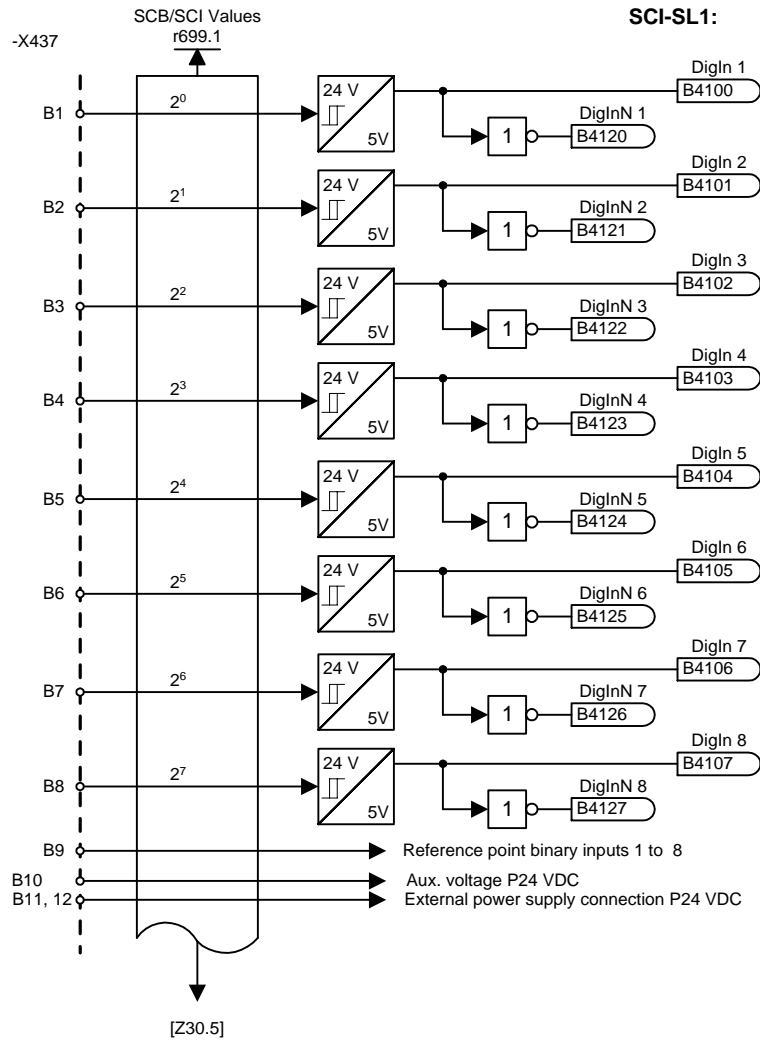 SCB/SCI Values
SCI-SL1:
r699.1
-X437
DigIn 1
24 V
B1
2⁰
B4100
DigInN 1
5V
1
B4120
DigIn 2
24 V
B2
2¹
B4101
DigInN 2
5V
1
B4121
DigIn 3
24 V
B3
2²
B4102
DigInN 3
5V
1
B4122
DigIn 4
24 V
B4
2³
B4103
DigInN 4
5V
1
B4123
DigIn 5
24 V
B5
2⁴
B4104
DigInN 5
5V
1
B4124
DigIn 6
24 V
B6
2⁵
B4105
DigInN 6
5V
1
B4125
DigIn 7
24 V
B7
2⁶
B4106
DigInN 7
5V
1
B4126
DigIn 8
24 V
B8
2⁷
B4107
DigInN 8
5V
1
B4127
B9
Reference point binary inputs 1 to 8
B10
Aux. voltage P24 VDC
B11, 12
External power supply connection P24 VDC
[Z30.5]